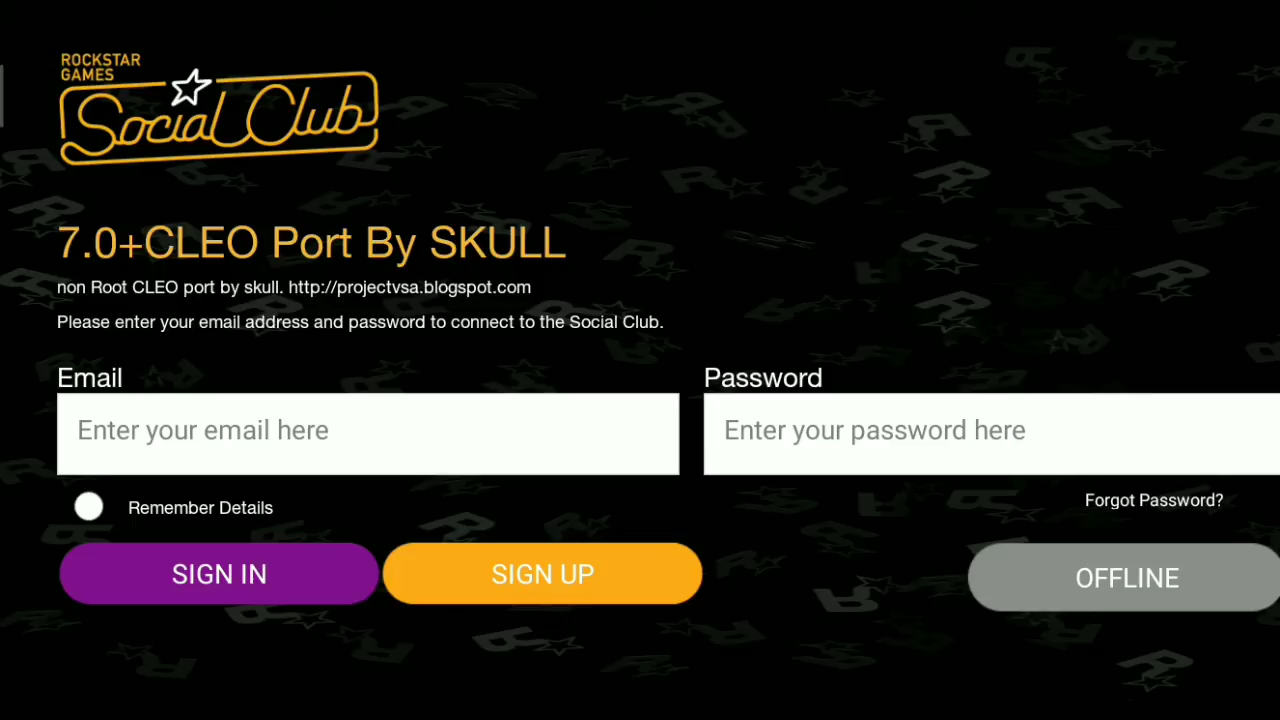 ROCKSTAR
GAMES
Social Club
7.0+CLEO Port By SKULL
non Root CLEO port by skull. http://projectvsa.blogspot.com
Please enter your email address and password to connect to the Social Club.
Email
Password
Enter your email here
Enter your password here
Remember Details
Forgot Password?
SIGN IN
SIGN UP
OFFLINE